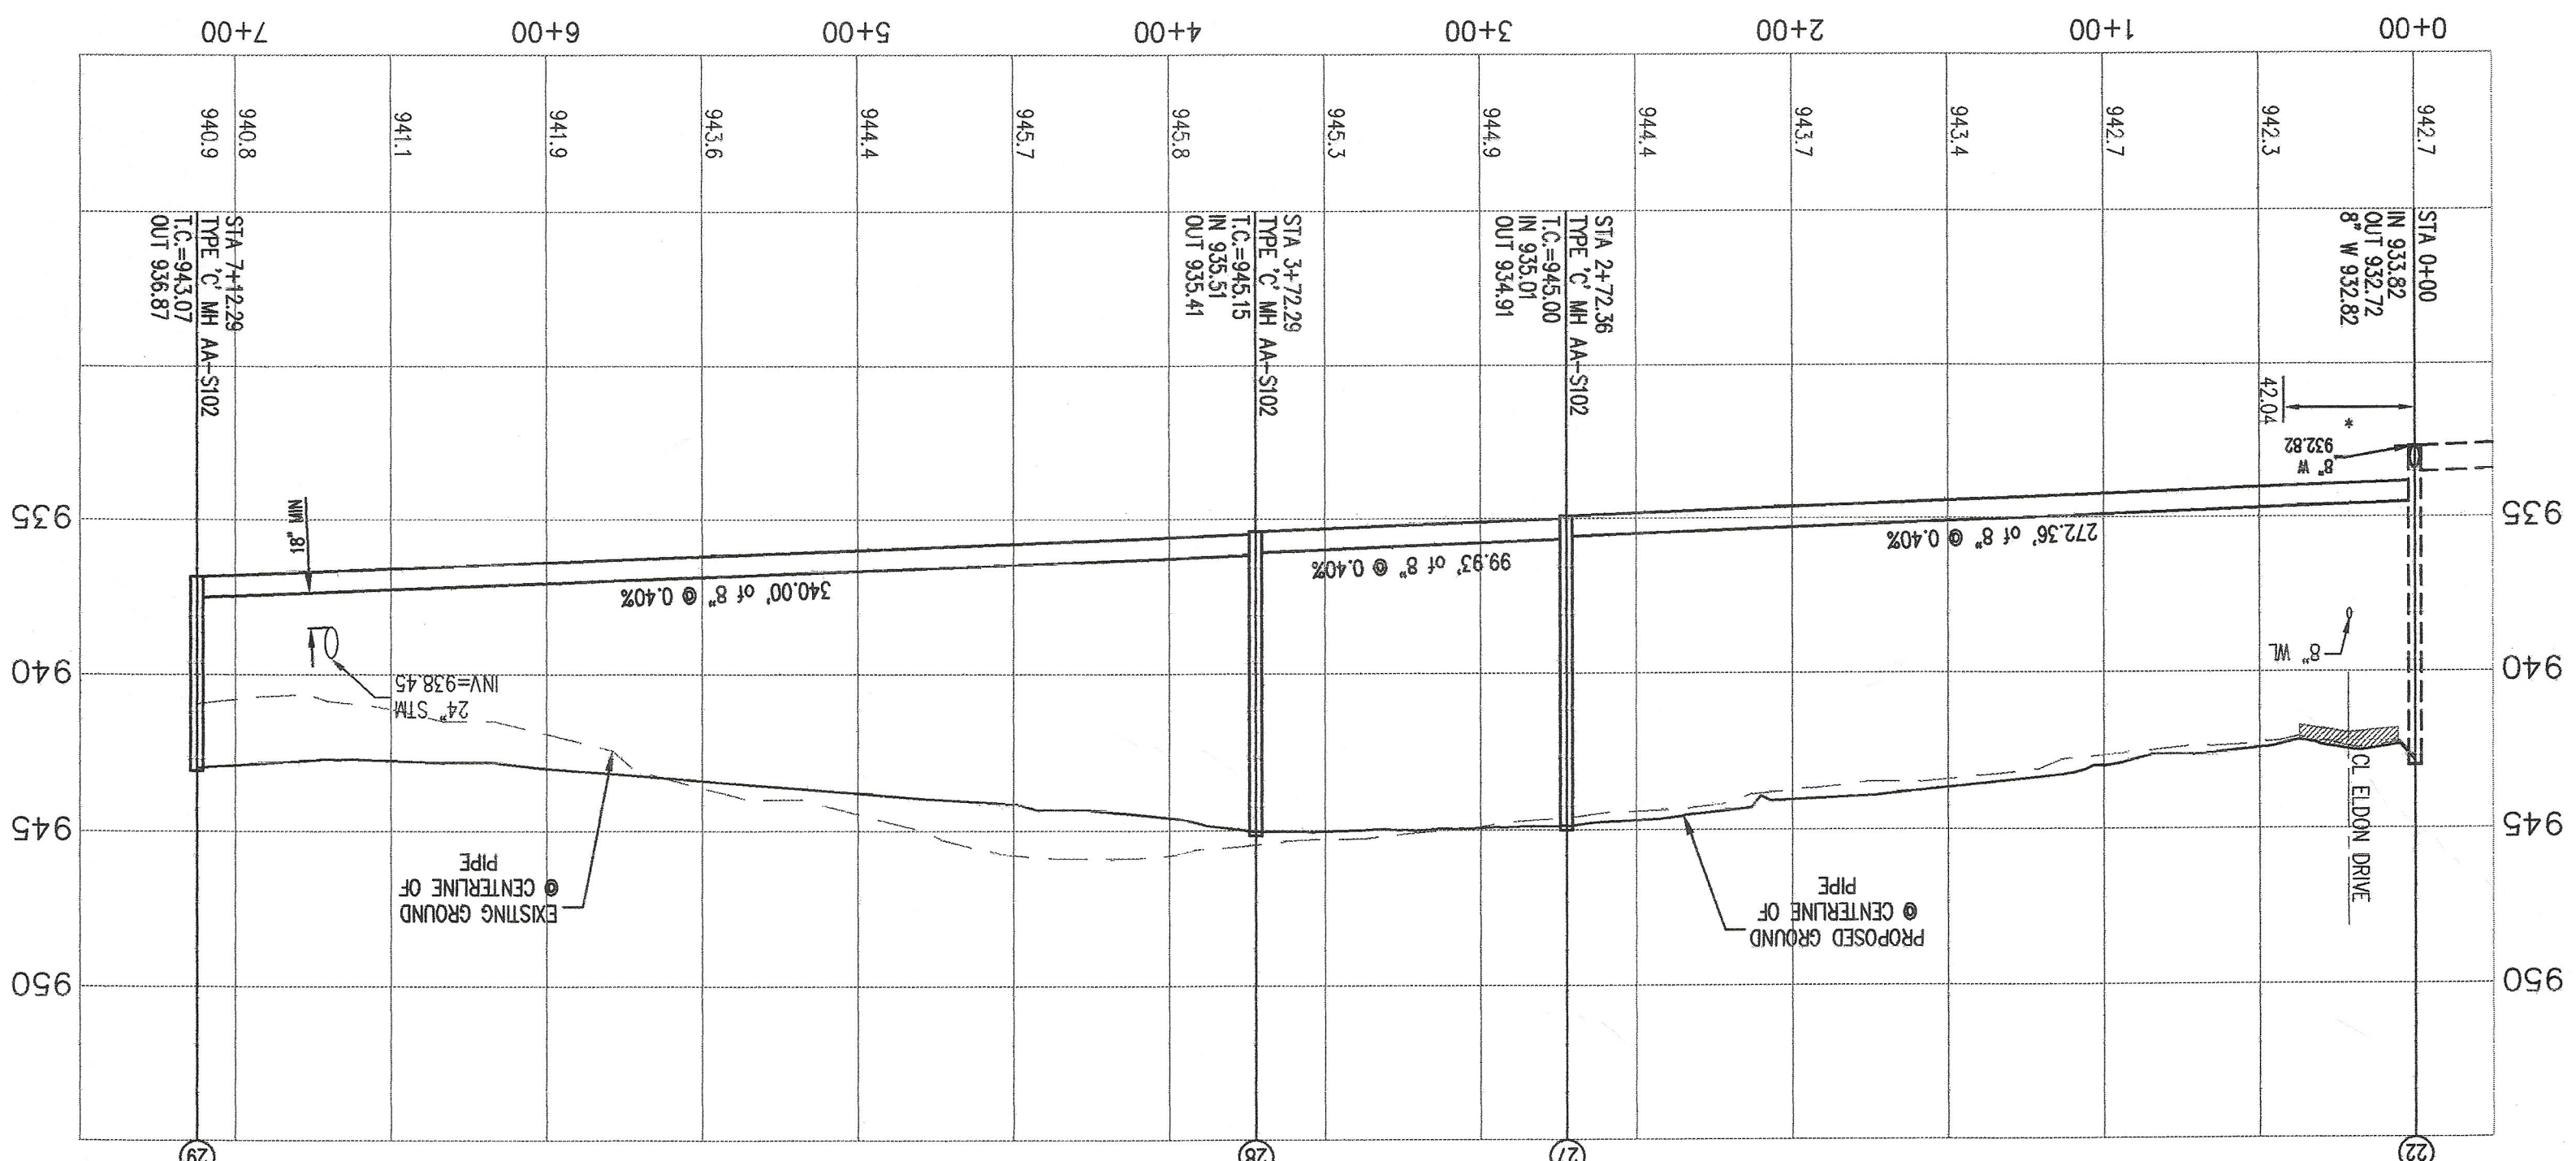 22
27
28
29
950
950
945
945
940
940
935
935
CL ELDON DRIVE
PROPOSED GROUND
@ CENTERLINE OF
PIPE
EXISTING GROUND
@ CENTERLINE OF
PIPE
8" WL
24" STM
INV=938.45
18"
MIN
272.36' of 8" @ 0.40%
99.93' of 8" @ 0.40%
340.00' of 8" @ 0.40%
8" W
932.82
*
42.04
STA 0+00
IN 933.82
OUT 932.72
8" W 932.82
STA 2+72.36
TYPE 'C' MH AA-S102
T.C.=945.00
IN 935.01
OUT 934.91
STA 3+72.29
TYPE 'C' MH AA-S102
T.C.=945.15
IN 935.51
OUT 935.41
STA 7+12.29
TYPE 'C' MH AA-S102
T.C.=943.07
OUT 936.87
942.7
942.3
942.7
943.4
943.7
944.4
944.9
945.3
945.8
945.7
944.4
943.6
941.9
941.1
940.8
940.9
0+00
1+00
2+00
3+00
4+00
5+00
6+00
7+00